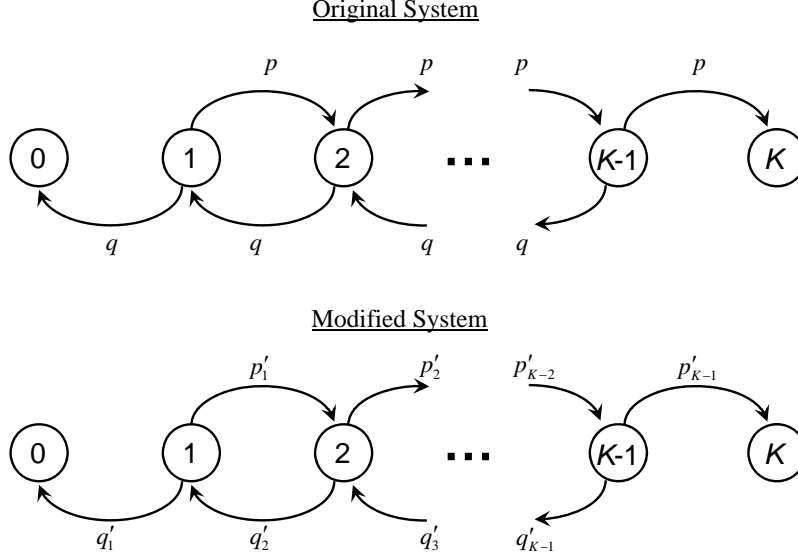 Original System
p p p p
0 1 2 ... K-1 K
q q q q
Modified System
p′₁ p′₂ p′K−2 p′K−1
0 1 2 ... K-1 K
q′₁ q′₂ q′₃ q′K−1